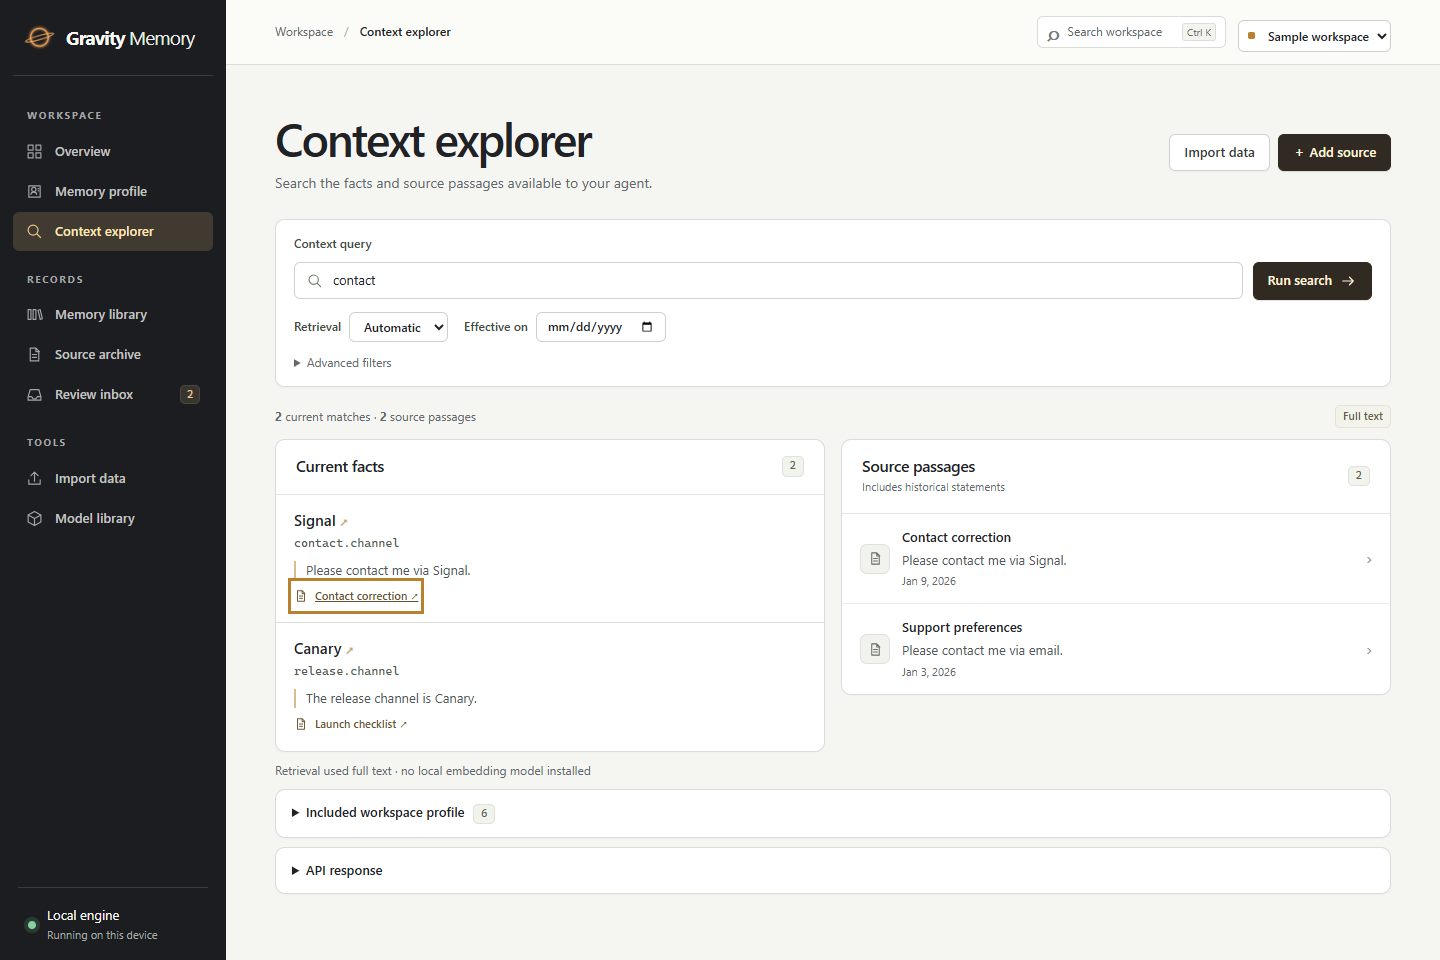 Gravity Memory
WORKSPACE
Overview
Memory profile
Context explorer
RECORDS
Memory library
Source archive
Review inbox 2
TOOLS
Import data
Model library
Local engine
Running on this device
Workspace / Context explorer
Search workspace Ctrl K
Sample workspace
Context explorer
Search the facts and source passages available to your agent.
Import data
+ Add source
Context query
contact
Run search →
Retrieval Automatic Effective on mm/dd/yyyy
Advanced filters
2 current matches · 2 source passages
Full text
Current facts 2
Signal ↗
contact.channel
Please contact me via Signal.
Contact correction ↗
Canary ↗
release.channel
The release channel is Canary.
Launch checklist ↗
Source passages 2
Includes historical statements
Contact correction
Please contact me via Signal.
Jan 9, 2026
Support preferences
Please contact me via email.
Jan 3, 2026
Retrieval used full text · no local embedding model installed
Included workspace profile 6
API response